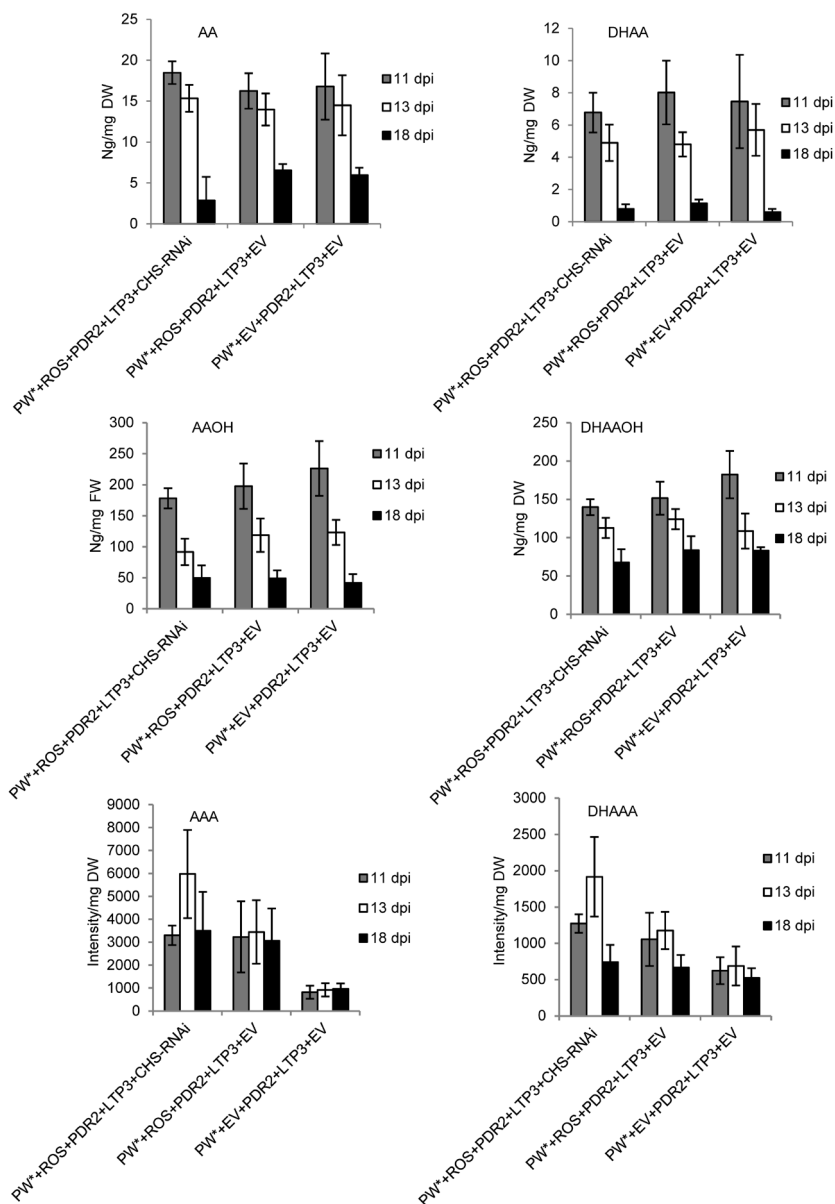 AA
25
20
15
10
5
0
Ng/mg DW
11 dpi
13 dpi
18 dpi
PW*+ROS+PDR2+LTP3+CHS-RNAi
PW*+ROS+PDR2+LTP3+EV
PW*+EV+PDR2+LTP3+EV
DHAA
12
10
8
6
4
2
0
Ng/mg DW
11 dpi
13 dpi
18 dpi
PW*+ROS+PDR2+LTP3+CHS-RNAi
PW*+ROS+PDR2+LTP3+EV
PW*+EV+PDR2+LTP3+EV
AAOH
300
250
200
150
100
50
0
Ng/mg FW
11 dpi
13 dpi
18 dpi
PW*+ROS+PDR2+LTP3+CHS-RNAi
PW*+ROS+PDR2+LTP3+EV
PW*+EV+PDR2+LTP3+EV
DHAAOH
250
200
150
100
50
0
Ng/mg DW
11 dpi
13 dpi
18 dpi
PW*+ROS+PDR2+LTP3+CHS-RNAi
PW*+ROS+PDR2+LTP3+EV
PW*+EV+PDR2+LTP3+EV
AAA
9000
8000
7000
6000
5000
4000
3000
2000
1000
0
Intensity/mg DW
11 dpi
13 dpi
18 dpi
PW*+ROS+PDR2+LTP3+CHS-RNAi
PW*+ROS+PDR2+LTP3+EV
PW*+EV+PDR2+LTP3+EV
DHAAA
3000
2500
2000
1500
1000
500
0
Intensity/mg DW
11 dpi
13 dpi
18 dpi
PW*+ROS+PDR2+LTP3+CHS-RNAi
PW*+ROS+PDR2+LTP3+EV
PW*+EV+PDR2+LTP3+EV